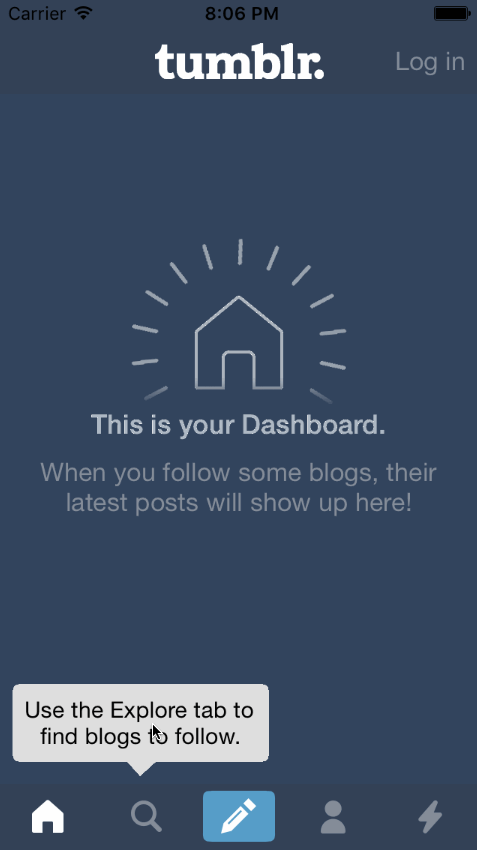 Carrier 8:06 PM
tumblr. Log in
This is your Dashboard.
When you follow some blogs, their
latest posts will show up here!
Use the Explore tab to
find blogs to follow.